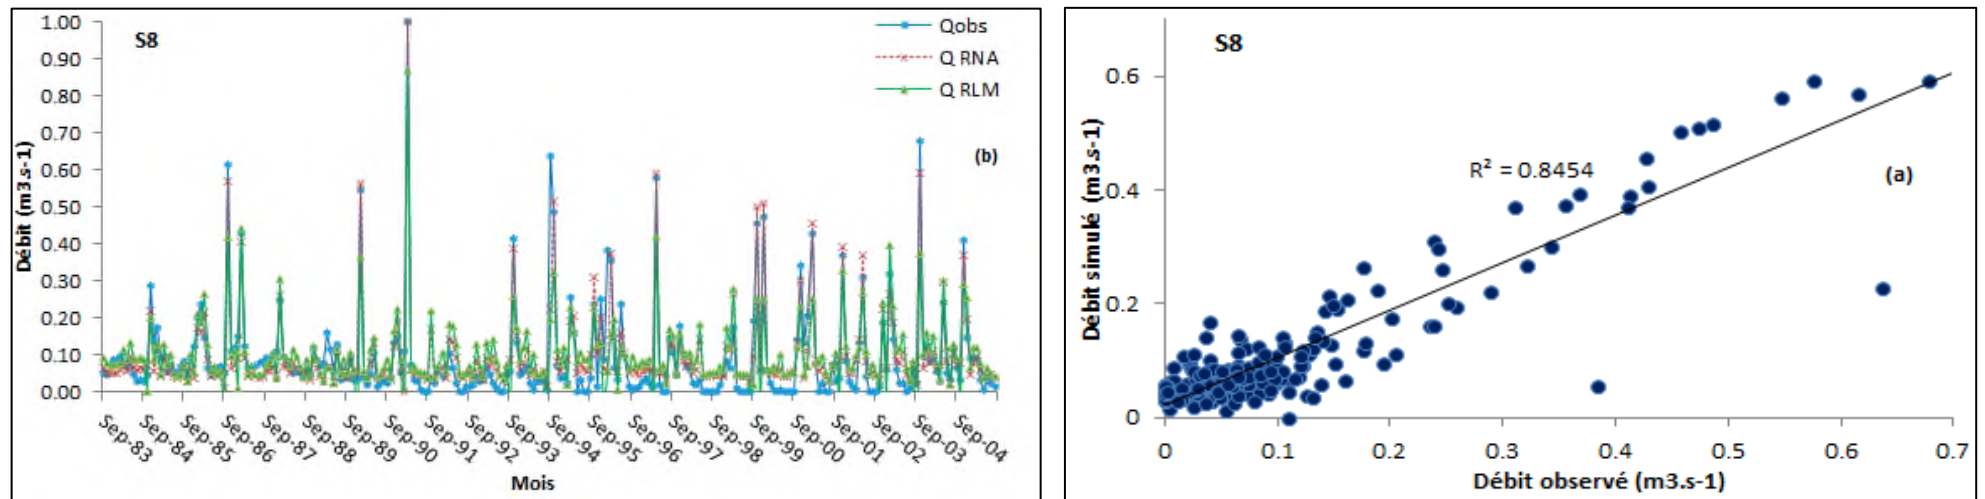 1.00
0.90
0.80
0.70
0.60
0.50
0.40
0.30
0.20
0.10
0.00
Débit (m3.s-1)
S8
Qobs
Q RNA
Q RLM
(b)
Sep-83
Sep-84
Sep-85
Sep-86
Sep-87
Sep-88
Sep-89
Sep-90
Sep-91
Sep-92
Sep-93
Sep-94
Sep-95
Sep-96
Sep-97
Sep-98
Sep-99
Sep-00
Sep-01
Sep-02
Sep-03
Sep-04
Mois
S8
0.6
0.4
0.2
0
Débit simulé (m3.s-1)
R² = 0.8454
(a)
0 0.1 0.2 0.3 0.4 0.5 0.6 0.7
Débit observé (m3.s-1)